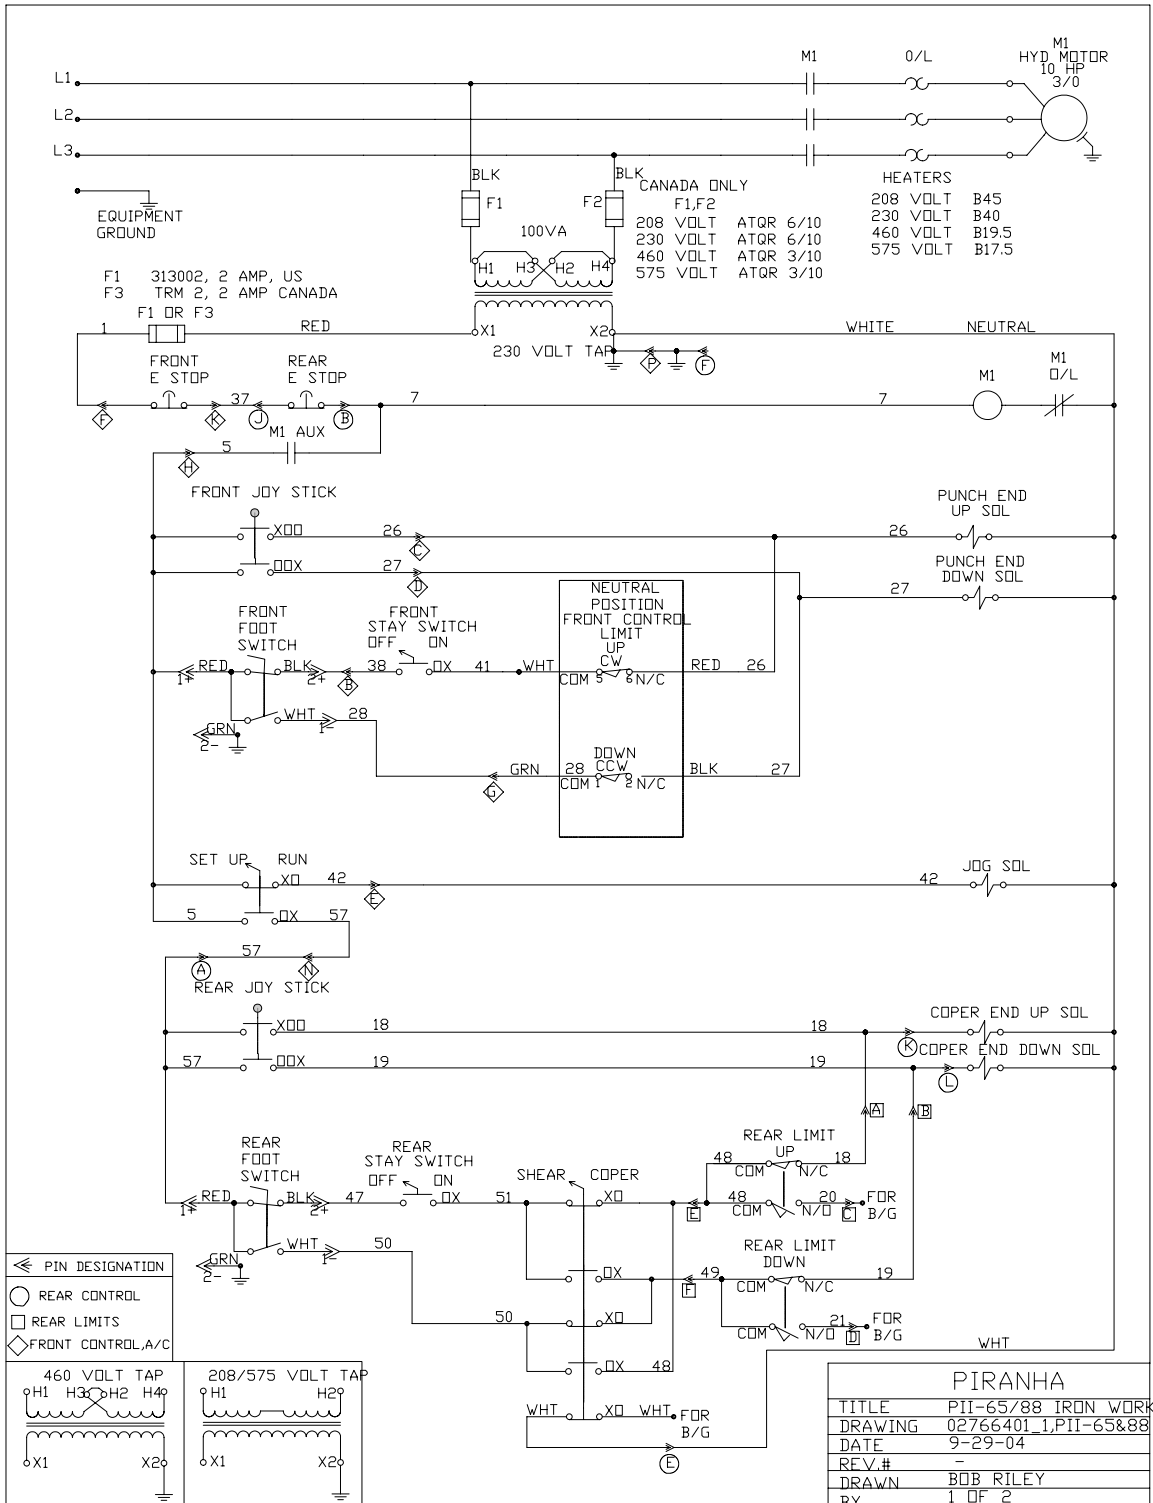 M1
HYD MOTOR
10 HP
3/0
M1
O/L
L1
L2
L3
EQUIPMENT
GROUND
BLK
BLK
F1
F2
100VA
CANADA ONLY
F1,F2
208 VOLT ATQR 6/10
230 VOLT ATQR 6/10
460 VOLT ATQR 3/10
575 VOLT ATQR 3/10
HEATERS
208 VOLT B45
230 VOLT B40
460 VOLT B19.5
575 VOLT B17.5
H1 H3 H2 H4
F1 313002, 2 AMP, US
F3 TRM 2, 2 AMP CANADA
F1 OR F3
1
RED
X1
X2
WHITE NEUTRAL
230 VOLT TAP
P
F
FRONT
E STOP
REAR
E STOP
F
K
37
J
B
7
7
M1
M1
O/L
M1 AUX
5
H
FRONT JOY STICK
XOO
26
C
26
PUNCH END
UP SOL
OOX
27
D
27
PUNCH END
DOWN SOL
NEUTRAL
POSITION
FRONT CONTROL
LIMIT
UP
CW
FRONT
FOOT
SWITCH
FRONT
STAY SWITCH
OFF ON
RED
1+
BLK
2+
B
38
OX
41
WHT
COM 5 6 N/C
RED
26
WHT
1-
28
GRN
2-
DOWN
CCW
G
GRN
28
COM 1 2 N/C
BLK
27
SET UP RUN
XO
42
E
42
JOG SOL
5
OX
57
57
A
N
REAR JOY STICK
XOO
18
18
K
COPER END UP SOL
57
OOX
19
19
L
COPER END DOWN SOL
A
B
REAR
FOOT
SWITCH
REAR
STAY SWITCH
OFF ON
SHEAR COPER
REAR LIMIT
UP
48
COM
N/C
18
RED
1+
BLK
2+
47
OX
51
XO
E
48
COM
N/O
20
C
FOR
B/G
WHT
1-
50
GRN
2-
REAR LIMIT
DOWN
OX
F
49
COM
N/C
19
50
XO
COM
N/O
21
D
FOR
B/G
OX
48
WHT
WHT
XO
WHT
FOR
B/G
E
PIN DESIGNATION
REAR CONTROL
REAR LIMITS
FRONT CONTROL,A/C
460 VOLT TAP
H1 H3 H2 H4
X1 X2
208/575 VOLT TAP
H1 H2
X1 X2
PIRANHA
TITLE PII-65/88 IRON WORK
DRAWING 02766401_1,PII-65&88
DATE 9-29-04
REV.# -
DRAWN BOB RILEY
BY 1 OF 2